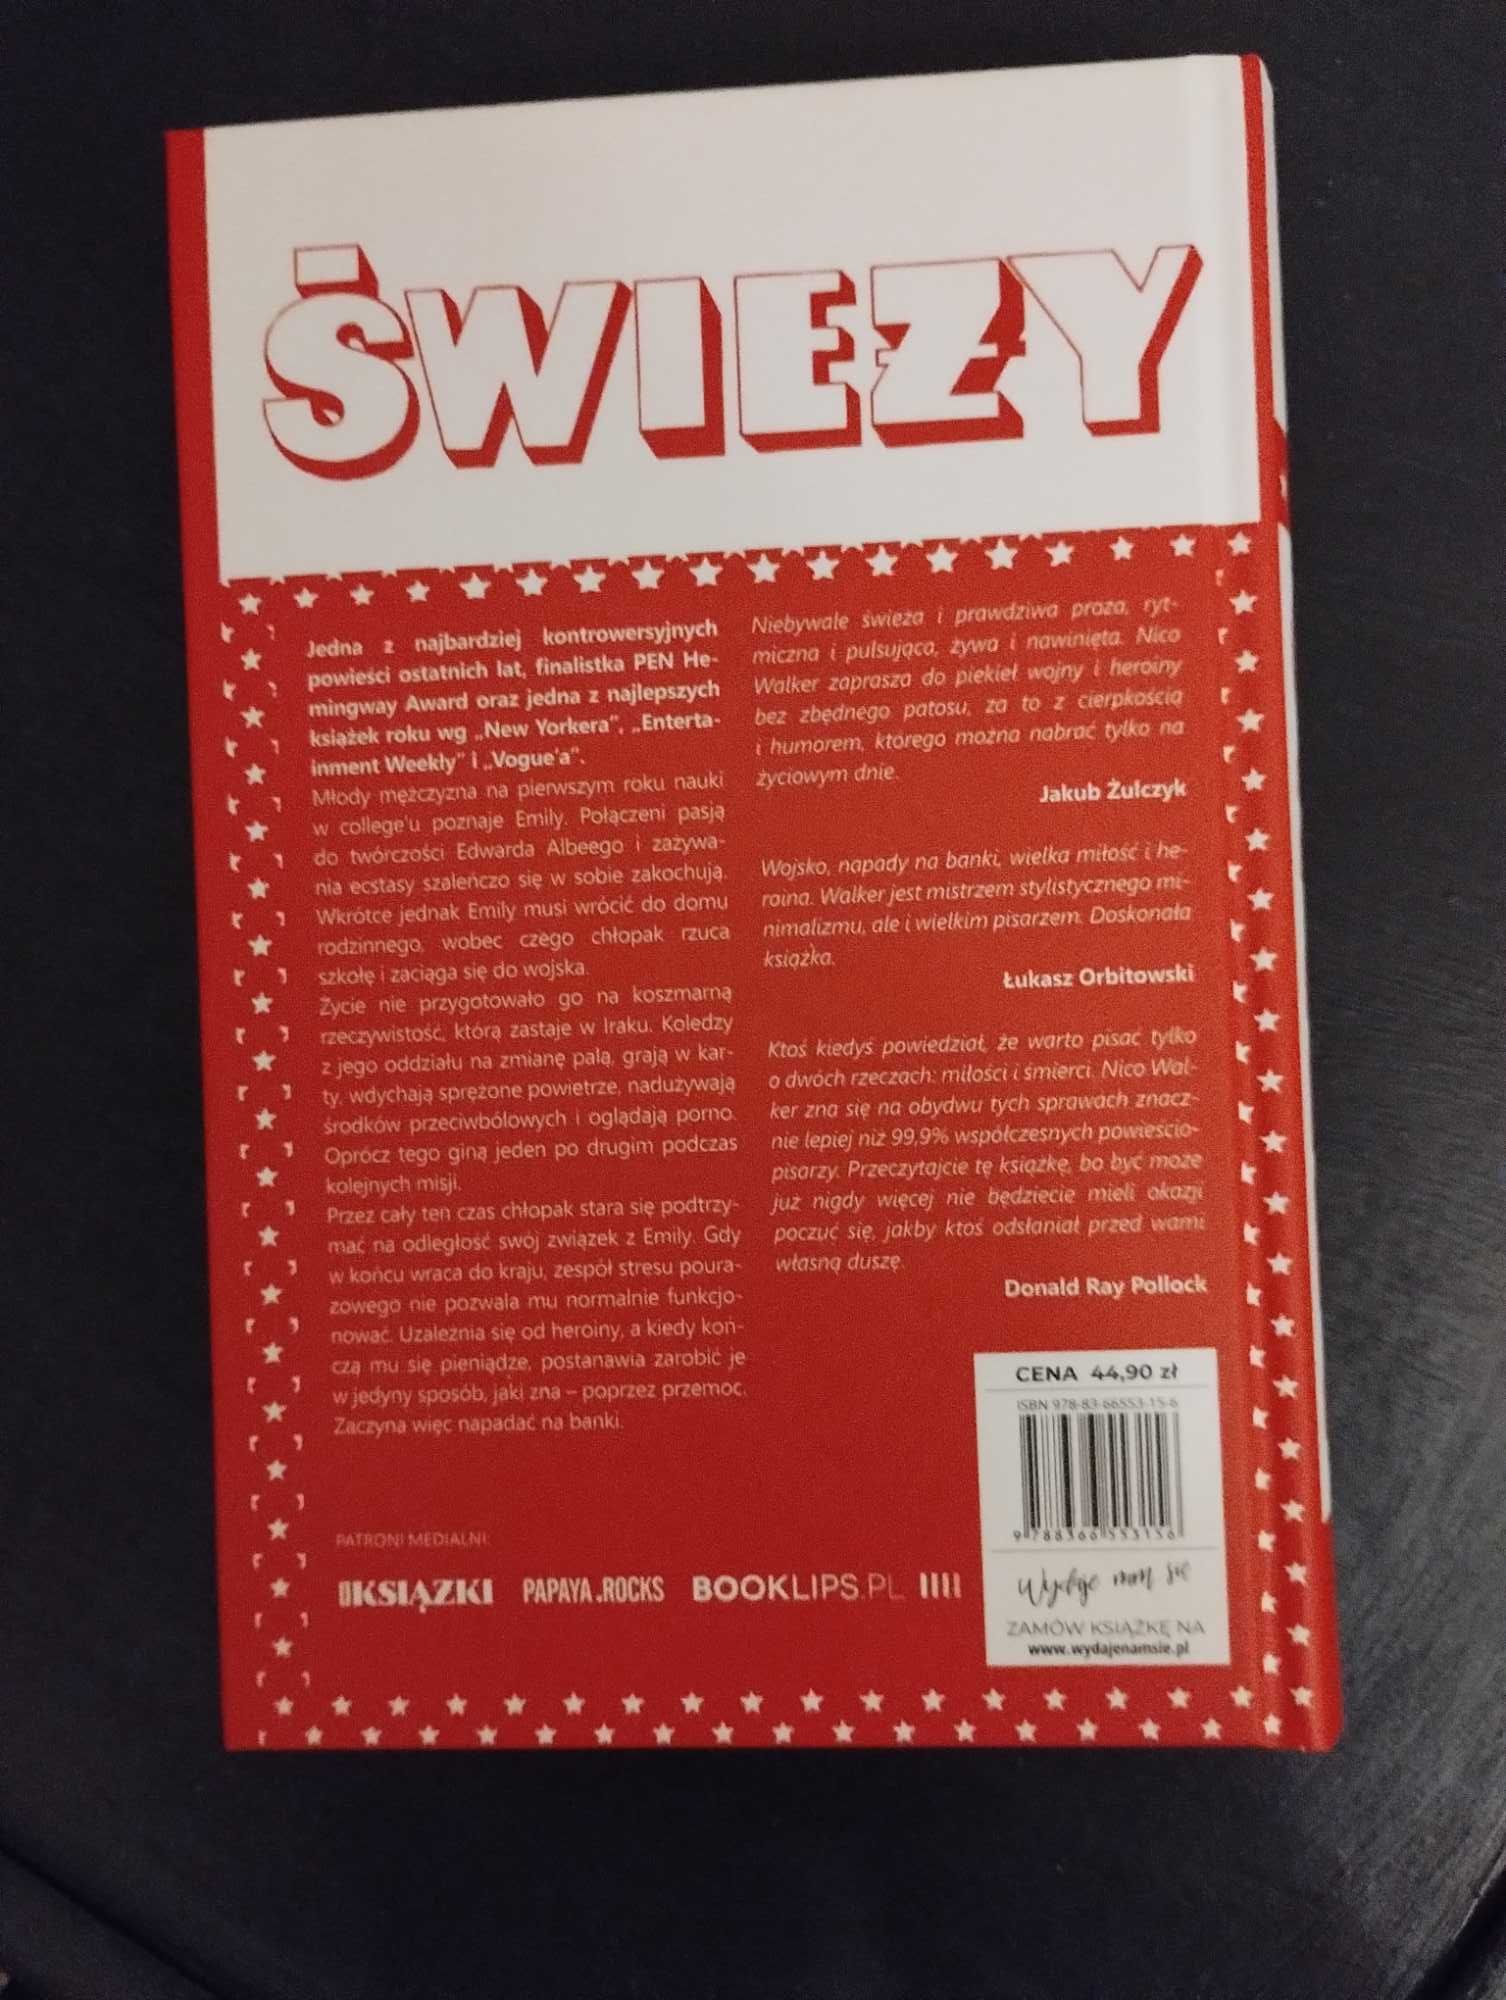 ŚWIEŻY
Jedna z najbardziej kontrowersyjnych
powieści ostatnich lat, finalistka PEN He-
mingway Award oraz jedna z najlepszych
książek roku wg „New Yorkera", „Enterta-
inment Weekly" i „Vogue'a".
Młody mężczyzna na pierwszym roku nauki
w college'u poznaje Emily. Połączeni pasją
do twórczości Edwarda Albeego i zażywa-
nia ecstasy szaleńczo się w sobie zakochują.
Wkrótce jednak Emily musi wrócić do domu
rodzinnego, wobec czego chłopak rzuca
szkołę i zaciąga się do wojska.
Życie nie przygotowało go na koszmarną
rzeczywistość, którą zastaje w Iraku. Koledzy
z jego oddziału na zmianę palą, grają w kar-
ty, wdychają sprężone powietrze, nadużywają
środków przeciwbólowych i oglądają porno.
Oprócz tego giną jeden po drugim podczas
kolejnych misji.
Przez cały ten czas chłopak stara się podtrzy-
mać na odległość swój związek z Emily. Gdy
w końcu wraca do kraju, zespół stresu poura-
zowego nie pozwala mu normalnie funkcjo-
nować. Uzależnia się od heroiny, a kiedy koń-
czą mu się pieniądze, postanawia zarobić je
w jedyny sposób, jaki zna – poprzez przemoc.
Zaczyna więc napadać na banki.
Niebywale świeża i prawdziwa proza, ryt-
miczna i pulsująca, żywa i nawinięta. Nico
Walker zaprasza do piekieł wojny i heroiny
bez zbędnego patosu, za to z cierpkością
i humorem, którego można nabrać tylko na
życiowym dnie.
Jakub Żulczyk
Wojsko, napady na banki, wielka miłość i he-
roina. Walker jest mistrzem stylistycznego mi-
nimalizmu, ale i wielkim pisarzem. Doskonała
książka.
Łukasz Orbitowski
Ktoś kiedyś powiedział, że warto pisać tylko
o dwóch rzeczach: miłości i śmierci. Nico Wal-
ker zna się na obydwu tych sprawach znacz-
nie lepiej niż 99,9% współczesnych powieścio-
pisarzy. Przeczytajcie tę książkę, bo być może
już nigdy więcej nie będziecie mieli okazji
poczuć się, jakby ktoś odsłaniał przed wami
własną duszę.
Donald Ray Pollock
CENA 44,90 zł
ISBN 978-83-66553-15-6
9 788366 553156
Wydaje nam się
ZAMÓW KSIĄŻKĘ NA
www.wydajenamsie.pl
PATRONI MEDIALNI:
KSIĄŻKI PAPAYA.ROCKS BOOKLIPS.PL